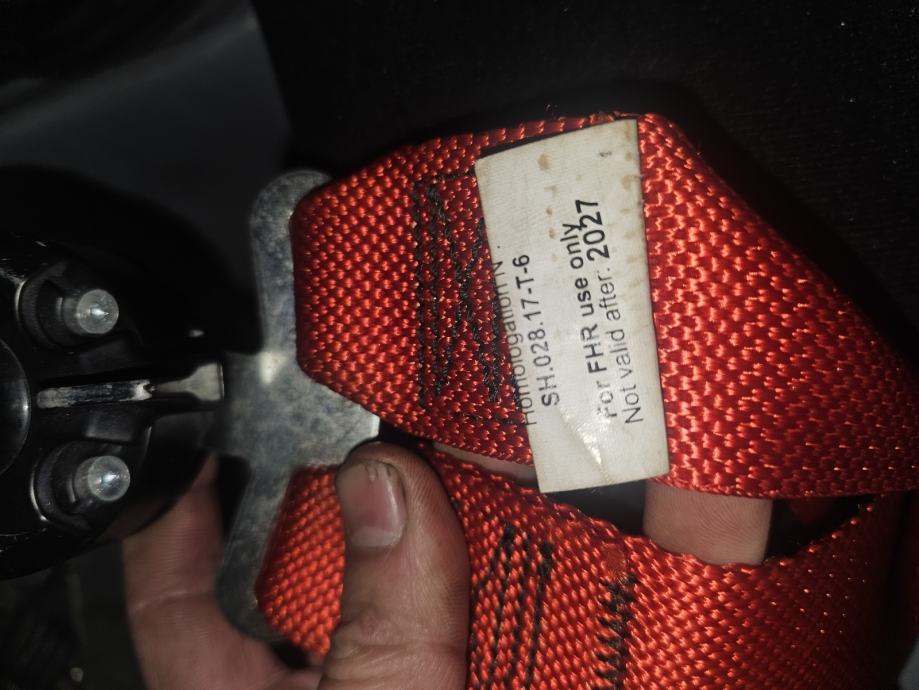 Homologation N°.
SH.028.17-T-6
For FHR use only
Not valid after: 2027